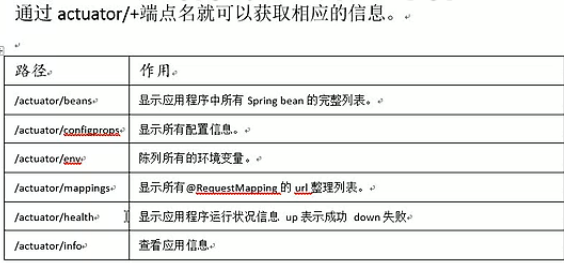 通过 actuator/+端点名就可以获取相应的信息。
路径 作用
/actuator/beans 显示应用程序中所有 Spring bean 的完整列表。
/actuator/configprops 显示所有配置信息。
/actuator/env 陈列所有的环境变量。
/actuator/mappings 显示所有@RequestMapping 的 url 整理列表。
/actuator/health 显示应用程序运行状况信息 up 表示成功 down 失败
/actuator/info 查看应用信息